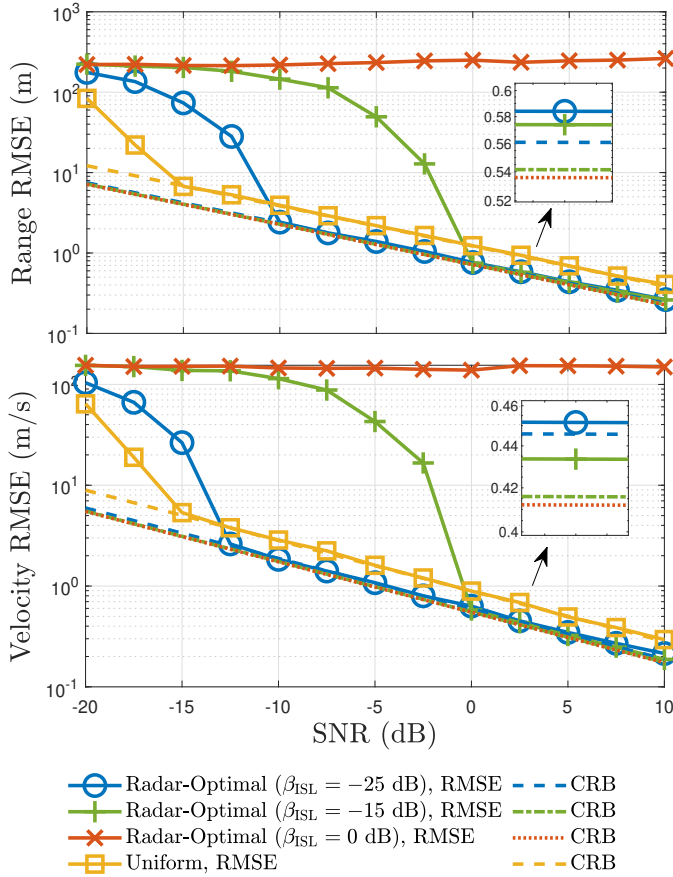 10^3
10^2
10^1
10^0
10^-1
Range RMSE (m)
0.6
0.58
0.56
0.54
0.52
10^2
10^1
10^0
10^-1
Velocity RMSE (m/s)
0.46
0.44
0.42
0.4
-20 -15 -10 -5 0 5 10
SNR (dB)
Radar-Optimal (β_ISL = −25 dB), RMSE CRB
Radar-Optimal (β_ISL = −15 dB), RMSE CRB
Radar-Optimal (β_ISL = 0 dB), RMSE CRB
Uniform, RMSE CRB